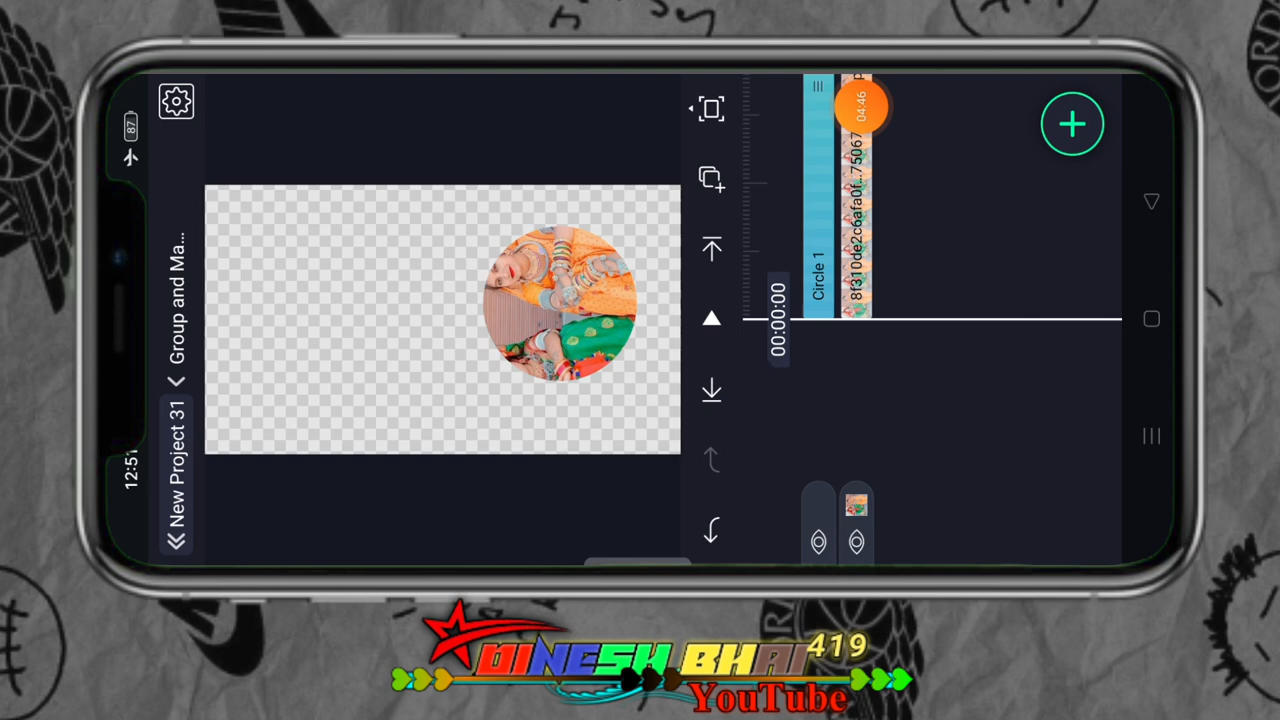 12:51
87
New Project 31
Group and Ma...
00:00:00
Circle 1
8f310de2c6afa0f...75067
04:46
DINESH BHAI 419
YouTube